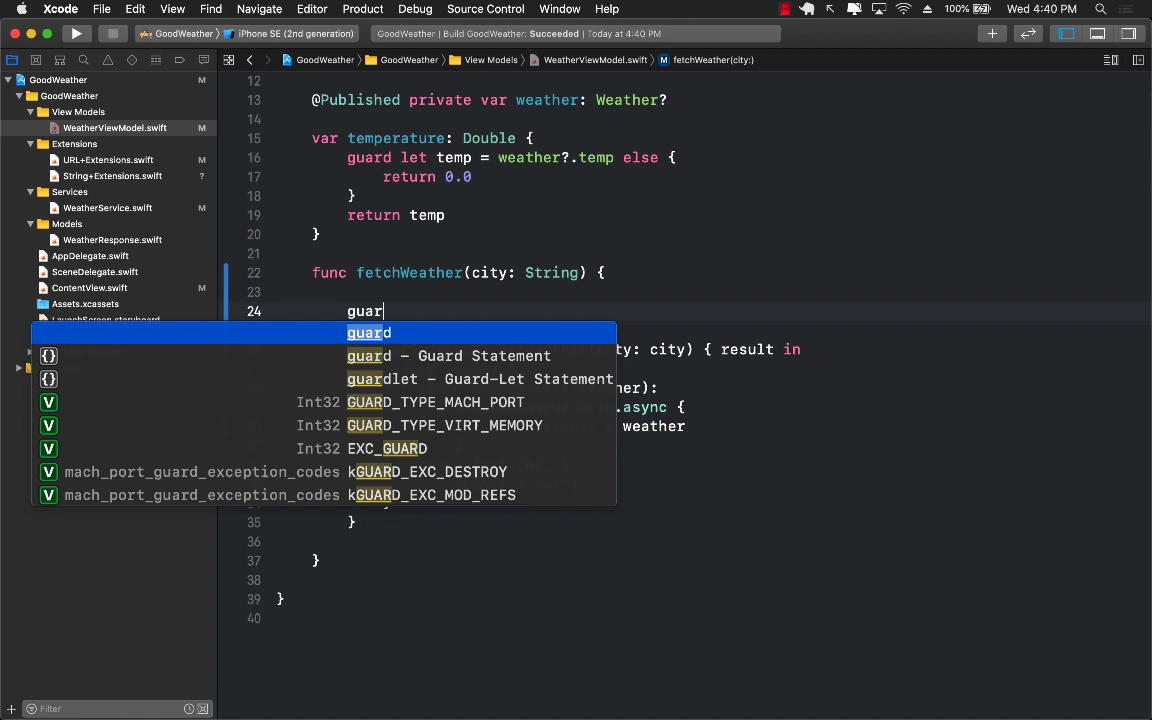 Xcode File Edit View Find Navigate Editor Product Debug Source Control Window Help 100% Wed 4:40 PM
GoodWeather iPhone SE (2nd generation) GoodWeather | Build GoodWeather: Succeeded | Today at 4:40 PM
GoodWeather GoodWeather View Models WeatherViewModel.swift M fetchWeather(city:)
GoodWeather M
GoodWeather
View Models
WeatherViewModel.swift M
Extensions
URL+Extensions.swift M
String+Extensions.swift ?
Services
WeatherService.swift M
Models
WeatherResponse.swift
AppDelegate.swift
SceneDelegate.swift
ContentView.swift
Assets.xcassets
LaunchScreen.storyboard
Filter
12
13 @Published private var weather: Weather?
14
15 var temperature: Double {
16 guard let temp = weather?.temp else {
17 return 0.0
18 }
19 return temp
20 }
21
22 func fetchWeather(city: String) {
23
24 guar
guard
{} guard – Guard Statement
{} guardlet – Guard-Let Statement
V Int32 GUARD_TYPE_MACH_PORT
V Int32 GUARD_TYPE_VIRT_MEMORY
V Int32 EXC_GUARD
V mach_port_guard_exception_codes kGUARD_EXC_DESTROY
V mach_port_guard_exception_codes kGUARD_EXC_MOD_REFS
ty: city) { result in
her):
.async {
weather
35 }
36
37 }
38
39 }
40